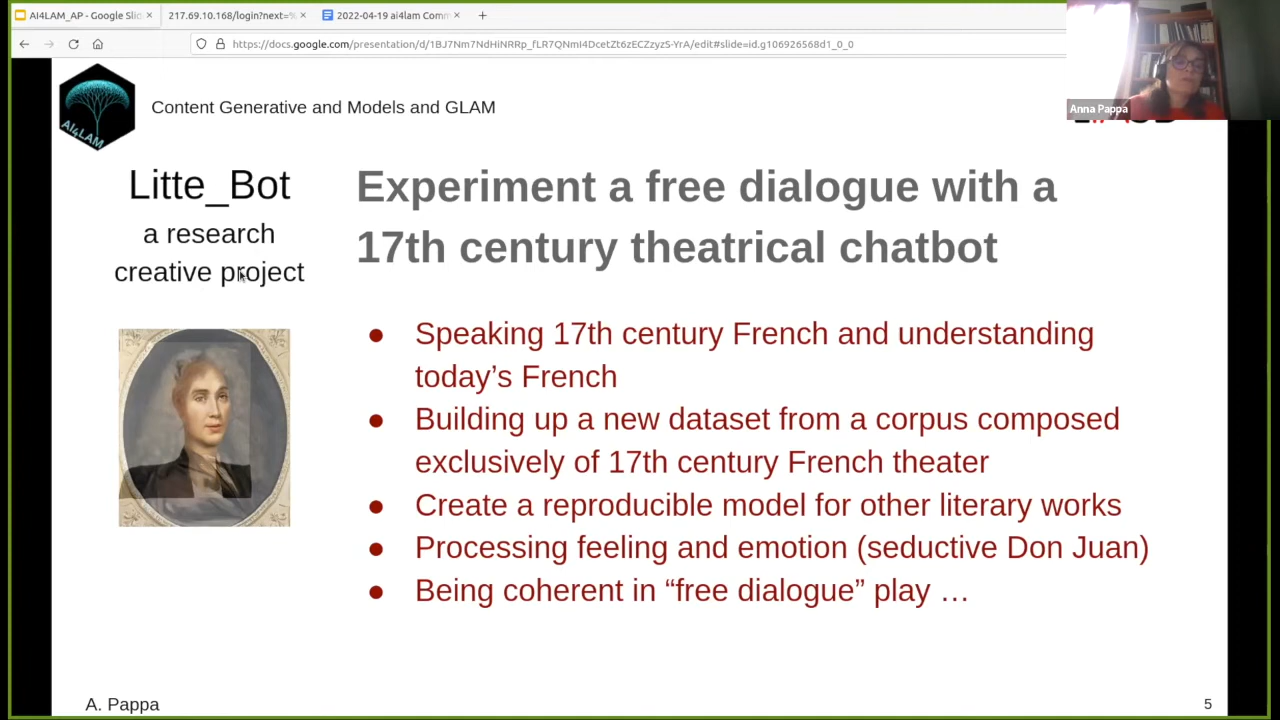 AI4LAM_AP - Google Slid
217.69.10.168/login?next=%
2022-04-19 ai4lam Comm
https://docs.google.com/presentation/d/1BJ7Nm7NdHiNRRp_fLR7QNmI4DcetZt6zECZzyzS-YrA/edit#slide=id.g106926568d1_0_0
Anna Pappa
AI4LAM
Content Generative and Models and GLAM
Litte_Bot
a research
creative project
Experiment a free dialogue with a
17th century theatrical chatbot
● Speaking 17th century French and understanding
today’s French
● Building up a new dataset from a corpus composed
exclusively of 17th century French theater
● Create a reproducible model for other literary works
● Processing feeling and emotion (seductive Don Juan)
● Being coherent in “free dialogue” play …
A. Pappa
5